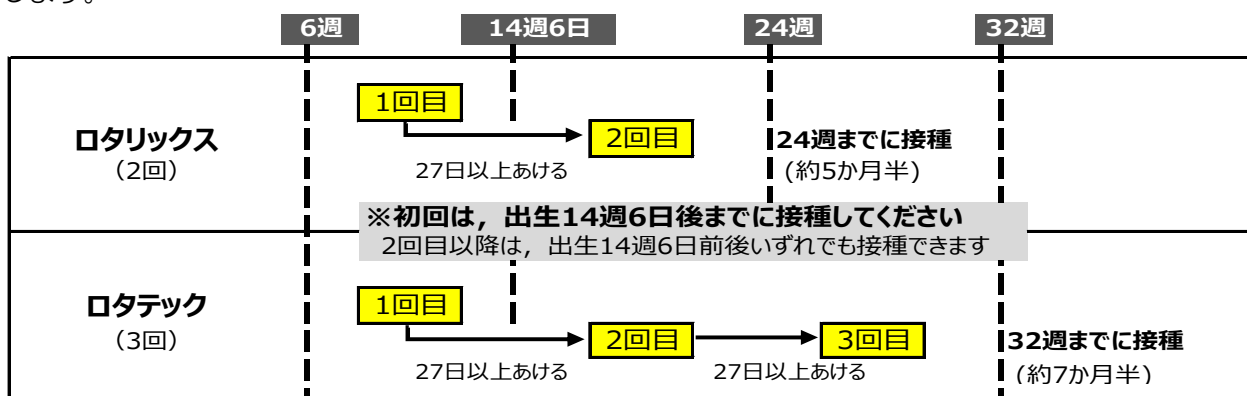 6週 14週6日 24週 32週
1回目
ロタリックス 2回目 24週までに接種
(2回) 27日以上あける (約5か月半)
※初回は，出生14週6日後までに接種してください
2回目以降は，出生14週6日前後いずれでも接種できます
ロタテック 1回目
(3回) 2回目 3回目 32週までに接種
27日以上あける 27日以上あける (約7か月半)